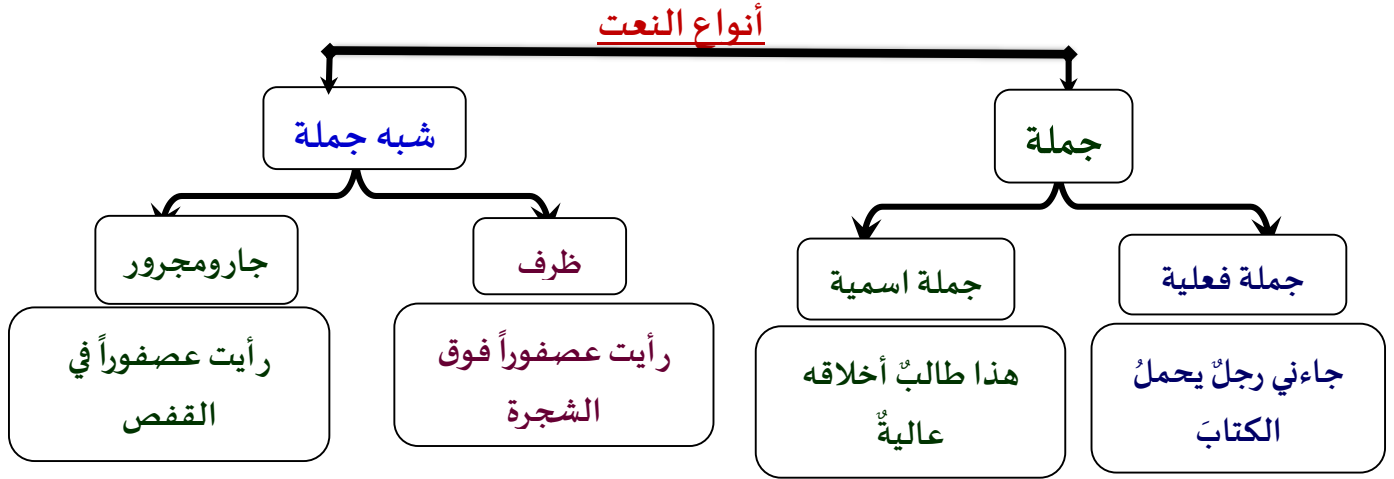 أنواع النعت
جملة
شبه جملة
جملة فعلية
جملة اسمية
ظرف
جارومجرور
جاءني رجلٌ يحملُ
الكتابَ
هذا طالبٌ أخلاقه
عاليةٌ
رأيت عصفوراً فوق
الشجرة
رأيت عصفوراً في
القفص